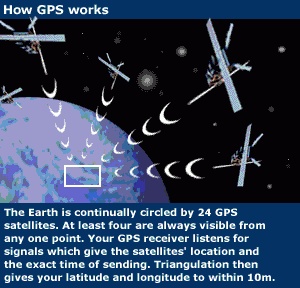 How GPS works
The Earth is continually circled by 24 GPS
satellites. At least four are always visible from
any one point. Your GPS receiver listens for
signals which give the satellites' location and
the exact time of sending. Triangulation then
gives your latitude and longitude to within 10m.